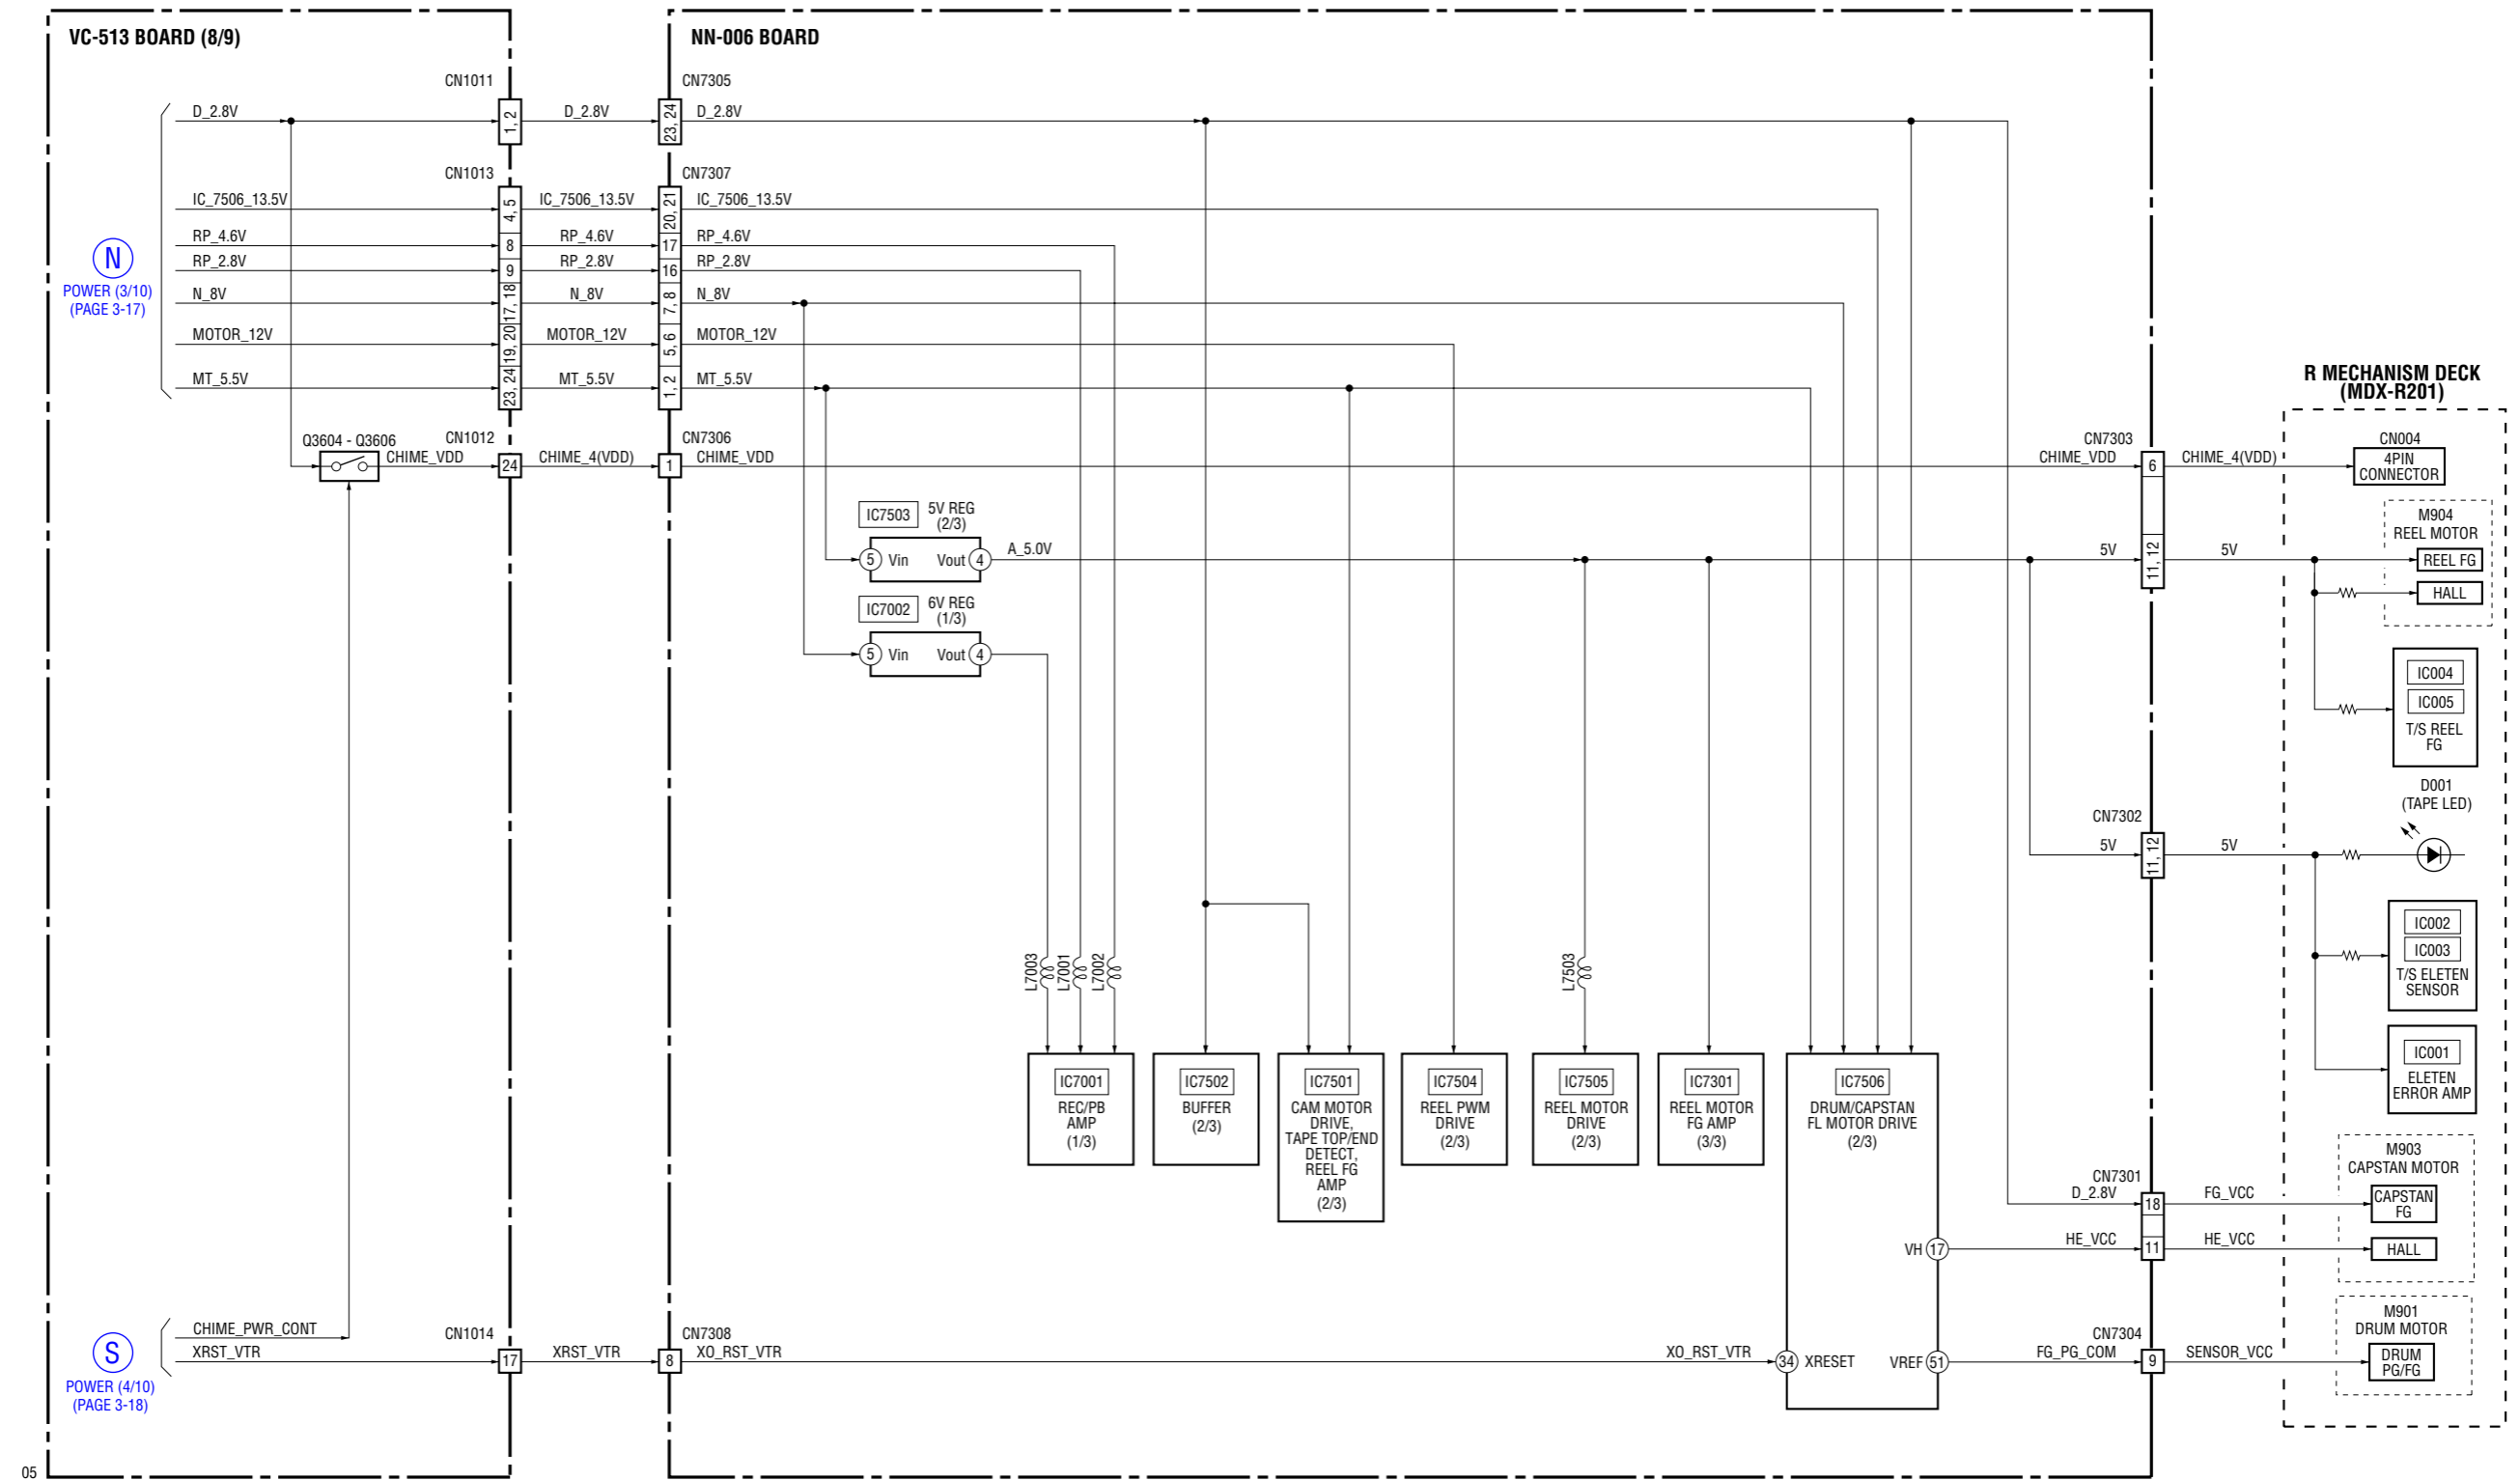 VC-513 BOARD (8/9)
NN-006 BOARD
CN1011
CN7305
D_2.8V
1, 2
D_2.8V
23, 24
D_2.8V
CN1013
CN7307
IC_7506_13.5V
4, 5
IC_7506_13.5V
20, 21
IC_7506_13.5V
RP_4.6V
8
RP_4.6V
17
RP_4.6V
RP_2.8V
9
RP_2.8V
16
RP_2.8V
N
POWER (3/10)
(PAGE 3-17)
N_8V
17, 18
N_8V
7, 8
N_8V
MOTOR_12V
19, 20
MOTOR_12V
5, 6
MOTOR_12V
MT_5.5V
23, 24
MT_5.5V
1, 2
MT_5.5V
R MECHANISM DECK
(MDX-R201)
Q3604 - Q3606
CHIME_VDD
CN1012
24
CHIME_4(VDD)
CN7306
1
CHIME_VDD
CN7303
CHIME_VDD
6
CHIME_4(VDD)
CN004
4PIN
CONNECTOR
IC7503
5V REG
(2/3)
5
Vin
Vout
4
A_5.0V
5V
11, 12
5V
M904
REEL MOTOR
REEL FG
HALL
IC7002
6V REG
(1/3)
5
Vin
Vout
4
IC004
IC005
T/S REEL
FG
D001
(TAPE LED)
CN7302
5V
11, 12
5V
IC002
IC003
T/S ELETEN
SENSOR
IC001
ELETEN
ERROR AMP
L7003
L7001
L7002
L7503
IC7001
REC/PB
AMP
(1/3)
IC7502
BUFFER
(2/3)
IC7501
CAM MOTOR
DRIVE,
TAPE TOP/END
DETECT,
REEL FG
AMP
(2/3)
IC7504
REEL PWM
DRIVE
(2/3)
IC7505
REEL MOTOR
DRIVE
(2/3)
IC7301
REEL MOTOR
FG AMP
(3/3)
IC7506
DRUM/CAPSTAN
FL MOTOR DRIVE
(2/3)
M903
CAPSTAN MOTOR
CN7301
D_2.8V
18
FG_VCC
CAPSTAN
FG
VH
17
HE_VCC
11
HE_VCC
HALL
M901
DRUM MOTOR
S
POWER (4/10)
(PAGE 3-18)
CHIME_PWR_CONT
XRST_VTR
CN1014
17
XRST_VTR
CN7308
8
XO_RST_VTR
XO_RST_VTR
34
XRESET
VREF
51
CN7304
FG_PG_COM
9
SENSOR_VCC
DRUM
PG/FG
05